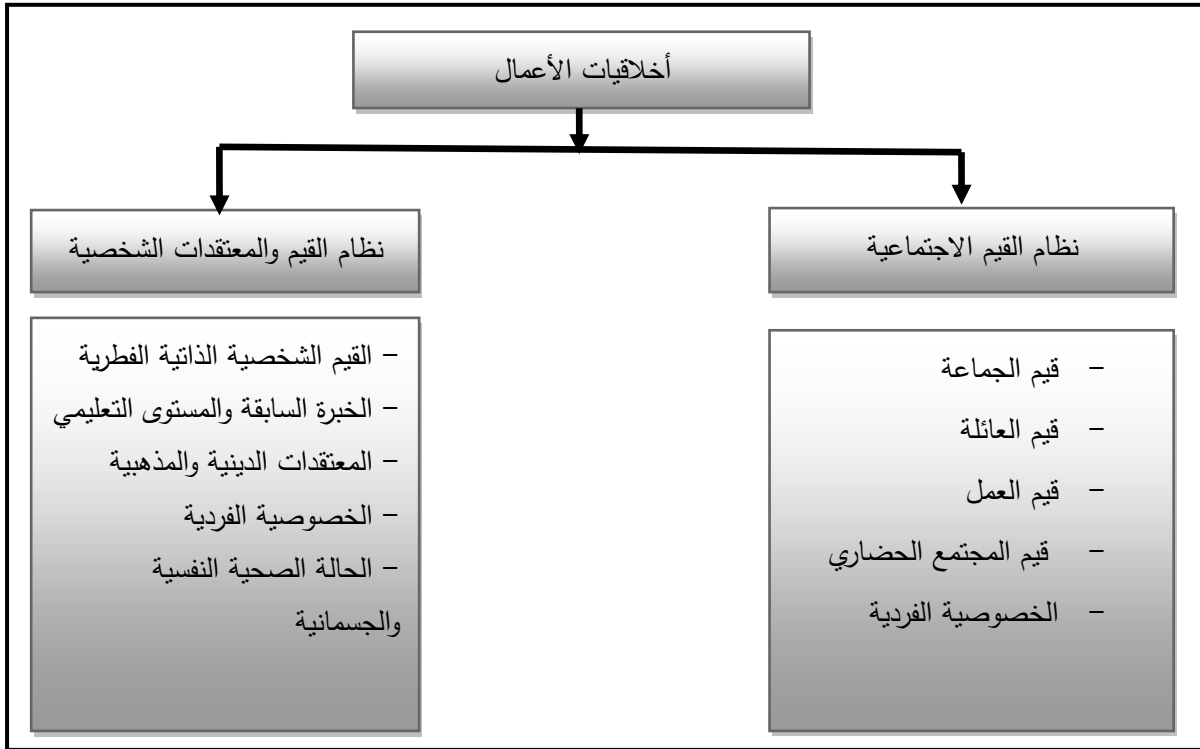 أخلاقيات الأعمال
نظام القيم الاجتماعية
– قيم الجماعة
– قيم العائلة
– قيم العمل
– قيم المجتمع الحضاري
– الخصوصية الفردية
نظام القيم والمعتقدات الشخصية
– القيم الشخصية الذاتية الفطرية
– الخبرة السابقة والمستوى التعليمي
– المعتقدات الدينية والمذهبية
– الخصوصية الفردية
– الحالة الصحية النفسية
والجسمانية